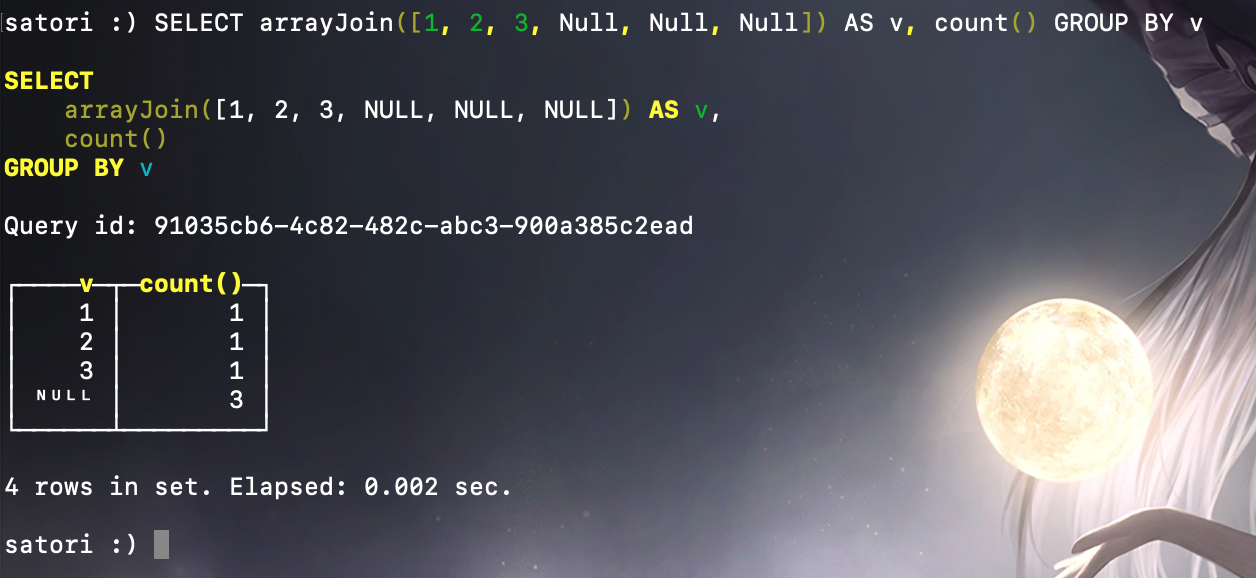 satori :) SELECT arrayJoin([1, 2, 3, Null, Null, Null]) AS v, count() GROUP BY v
SELECT
    arrayJoin([1, 2, 3, NULL, NULL, NULL]) AS v,
    count()
GROUP BY v
Query id: 91035cb6-4c82-482c-abc3-900a385c2ead
┌────v─┬─count()─┐
│    1 │       1 │
│    2 │       1 │
│    3 │       1 │
│ ᴺᵁᴸᴸ │       3 │
└──────┴─────────┘
4 rows in set. Elapsed: 0.002 sec.
satori :)